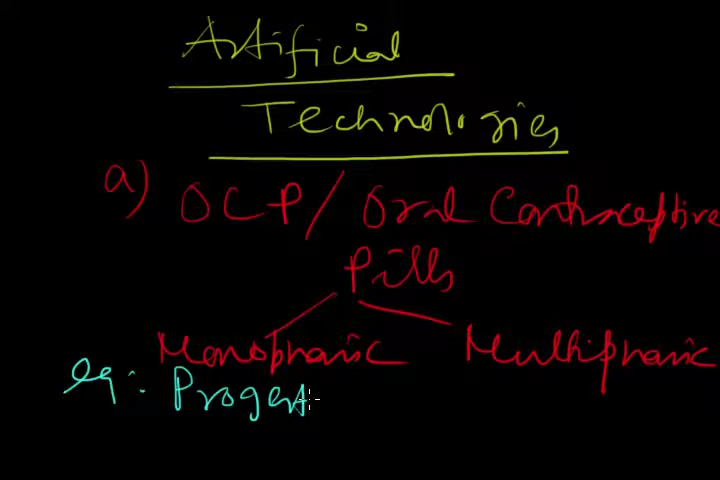 Artificial
Technologies
a) OCP/ Oral Contraceptive
Pills
Monophasic Multiphasic
eg: Progest